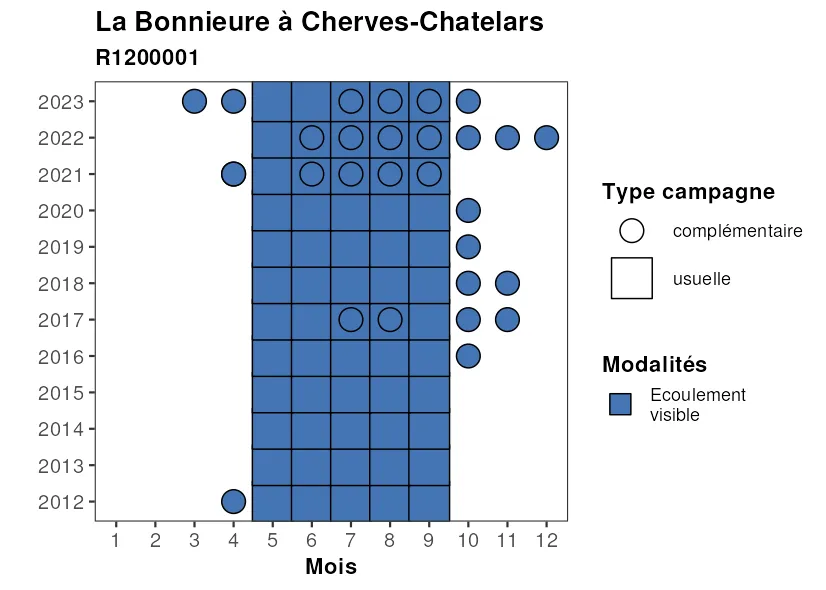 La Bonnieure à Cherves-Chatelars
R1200001
2023
2022
2021
2020
2019
2018
2017
2016
2015
2014
2013
2012
1 2 3 4 5 6 7 8 9 10 11 12
Mois
Type campagne
complémentaire
usuelle
Modalités
Ecoulement
visible